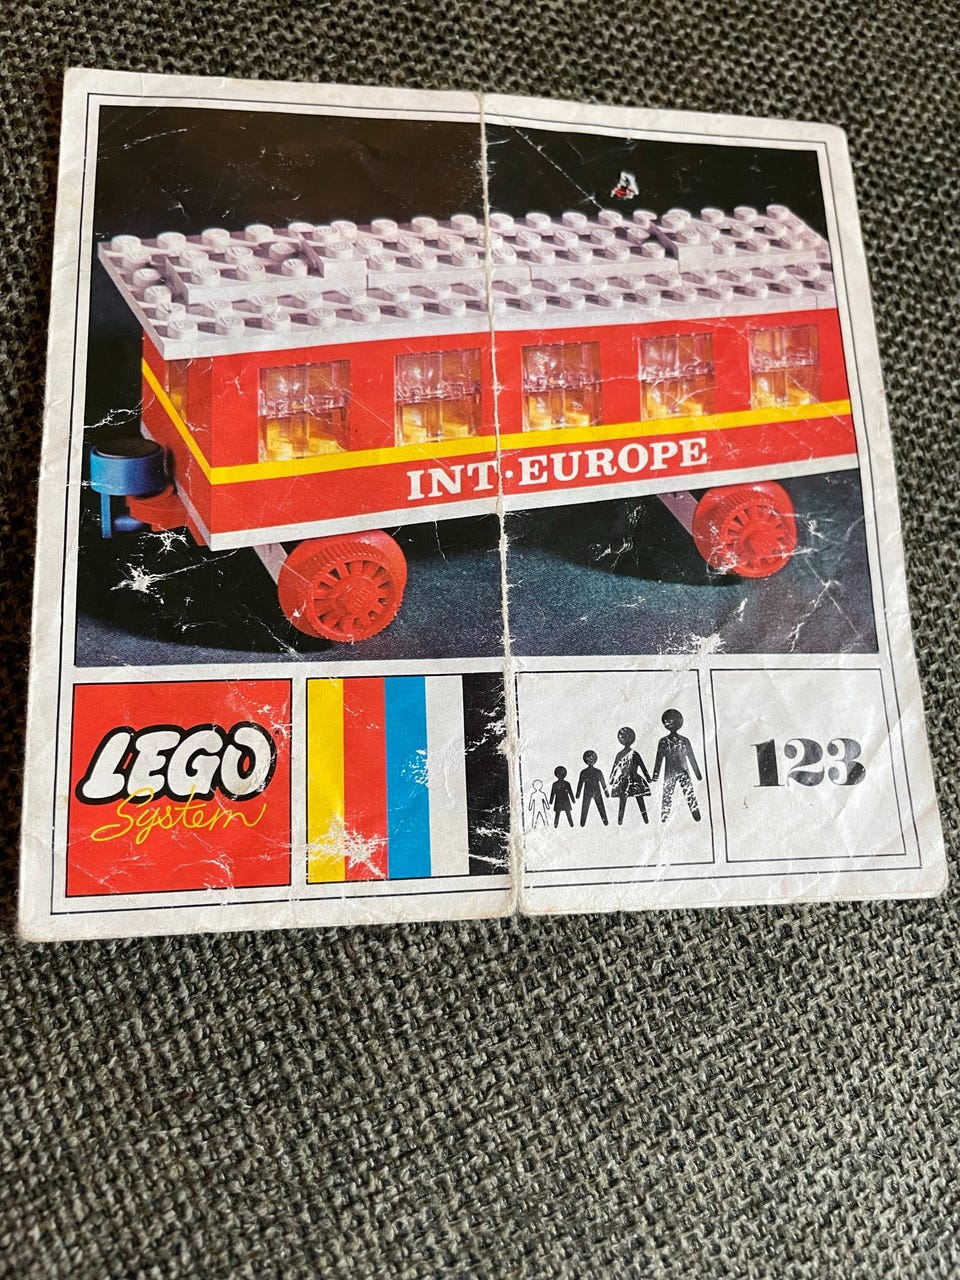 INT·EUROPE
LEGO
System
123